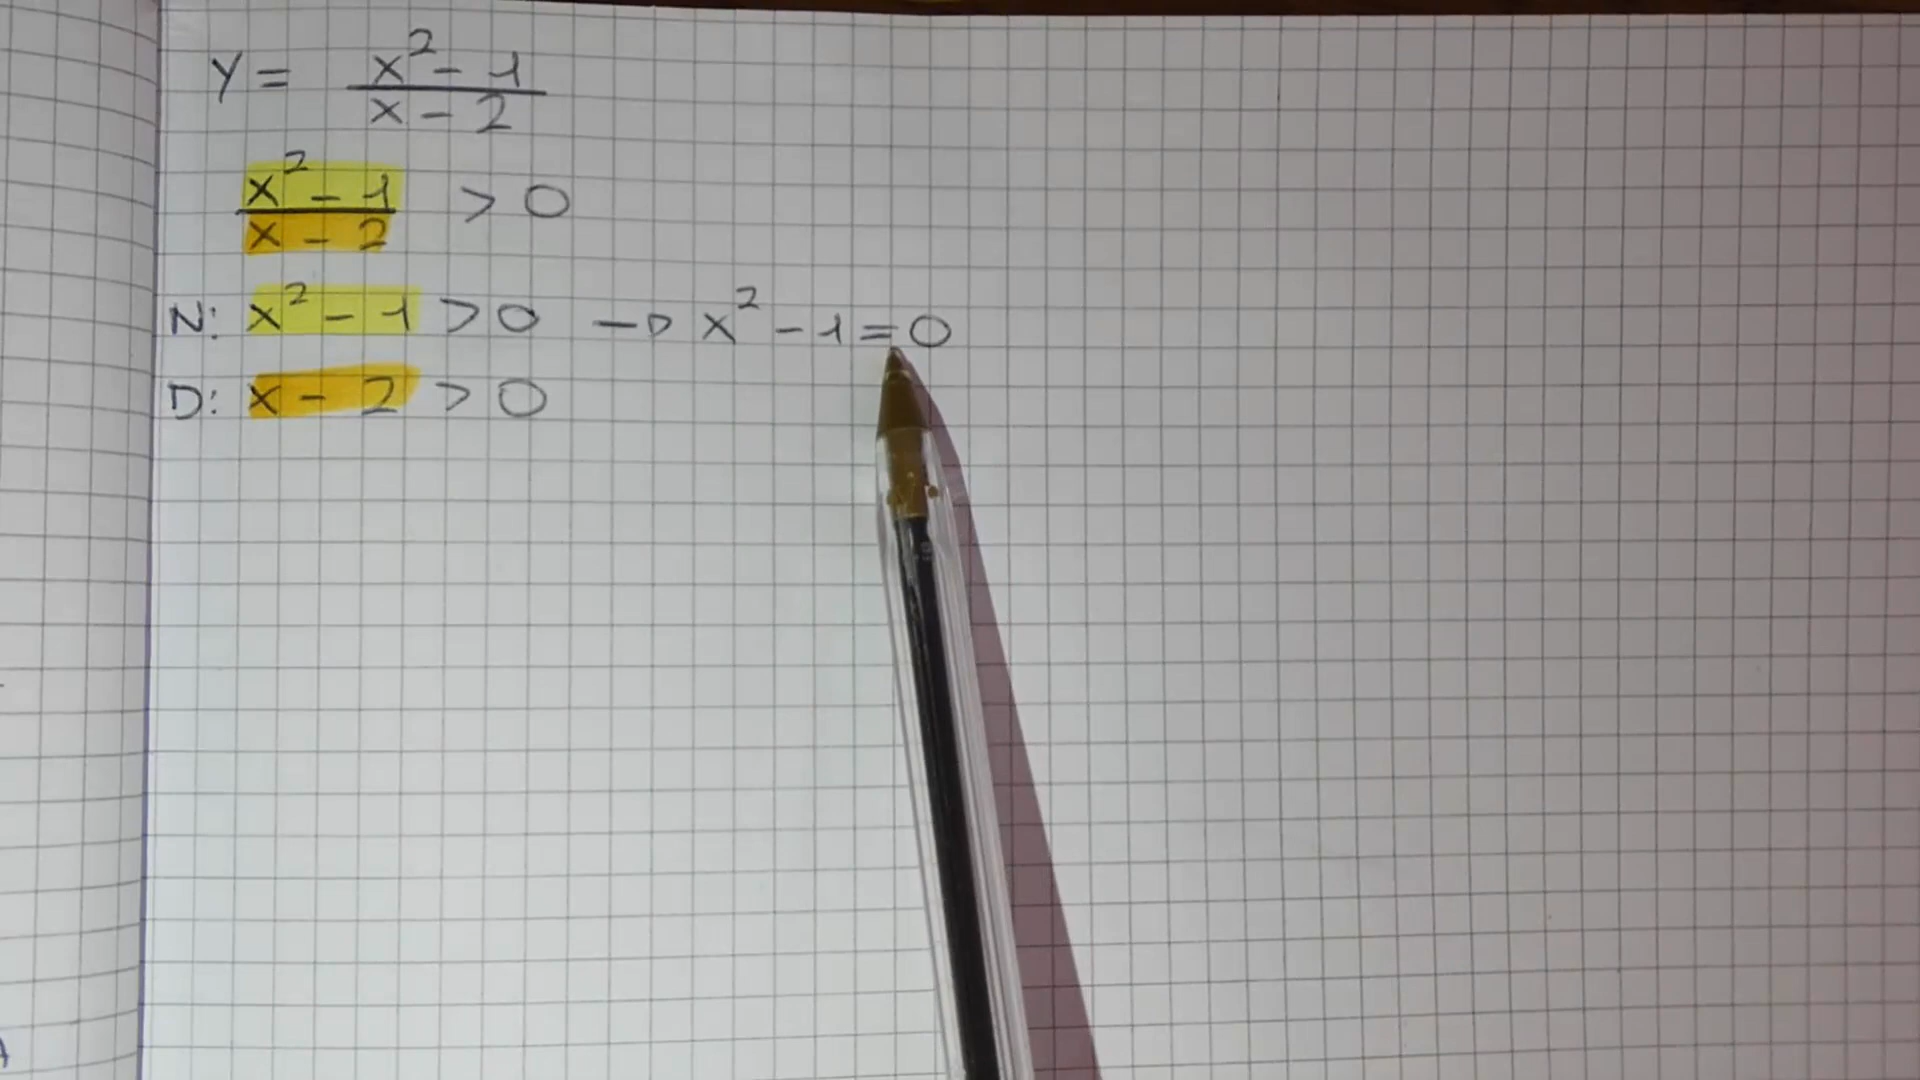 y = x² - 1 / x - 2
x² - 1 / x - 2 > 0
N: x² - 1 > 0 → x² - 1 = 0
D: x - 2 > 0